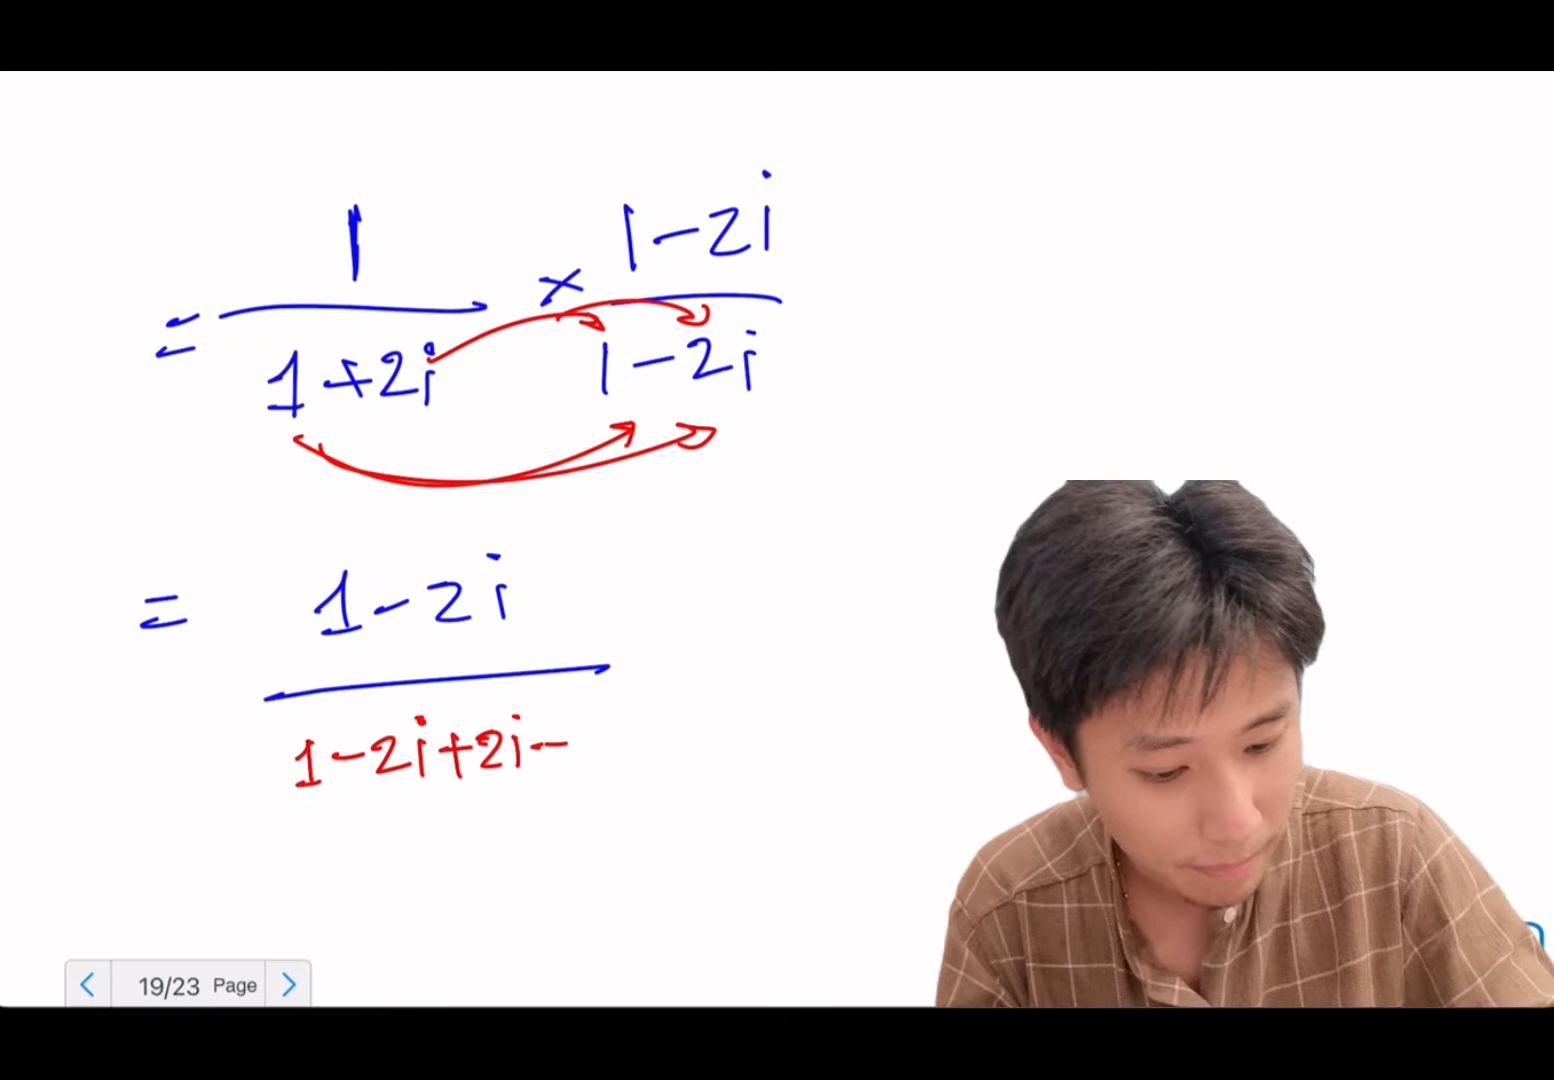 = 1 / 1+2i × 1-2i / 1-2i
= 1-2i / 1-2i+2i-
19/23 Page